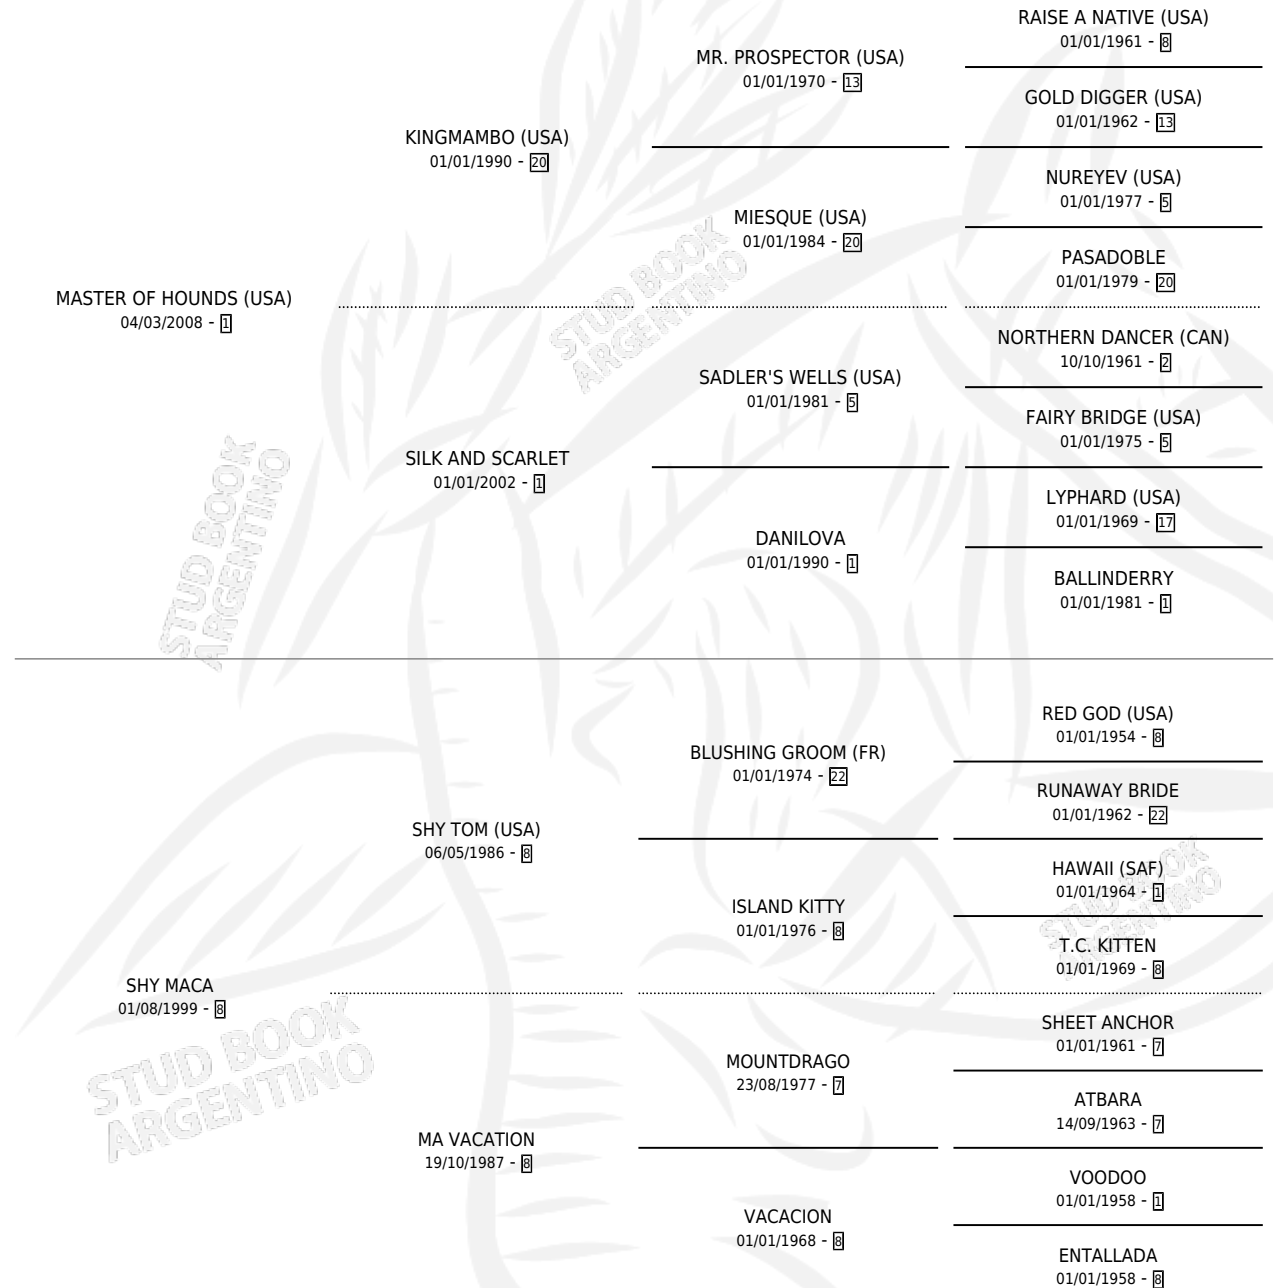 RAISE A NATIVE (USA)
01/01/1961 - 8
MR. PROSPECTOR (USA)
01/01/1970 - 13
GOLD DIGGER (USA)
01/01/1962 - 13
KINGMAMBO (USA)
01/01/1990 - 20
NUREYEV (USA)
01/01/1977 - 5
MIESQUE (USA)
01/01/1984 - 20
PASADOBLE
01/01/1979 - 20
MASTER OF HOUNDS (USA)
04/03/2008 - 1
NORTHERN DANCER (CAN)
10/10/1961 - 2
SADLER'S WELLS (USA)
01/01/1981 - 5
FAIRY BRIDGE (USA)
01/01/1975 - 5
SILK AND SCARLET
01/01/2002 - 1
LYPHARD (USA)
01/01/1969 - 17
DANILOVA
01/01/1990 - 1
BALLINDERRY
01/01/1981 - 1
RED GOD (USA)
01/01/1954 - 8
BLUSHING GROOM (FR)
01/01/1974 - 22
RUNAWAY BRIDE
01/01/1962 - 22
SHY TOM (USA)
06/05/1986 - 8
HAWAII (SAF)
01/01/1964 - 1
ISLAND KITTY
01/01/1976 - 8
T.C. KITTEN
01/01/1969 - 8
SHY MACA
01/08/1999 - 8
SHEET ANCHOR
01/01/1961 - 7
MOUNTDRAGO
23/08/1977 - 7
ATBARA
14/09/1963 - 7
MA VACATION
19/10/1987 - 8
VOODOO
01/01/1958 - 1
VACACION
01/01/1968 - 8
ENTALLADA
01/01/1958 - 8
STUD BOOK
ARGENTINO
STUD BOOK
ARGENTINO
STUD BOOK
ARGENTINO
STUD BOOK
ARGENTINO